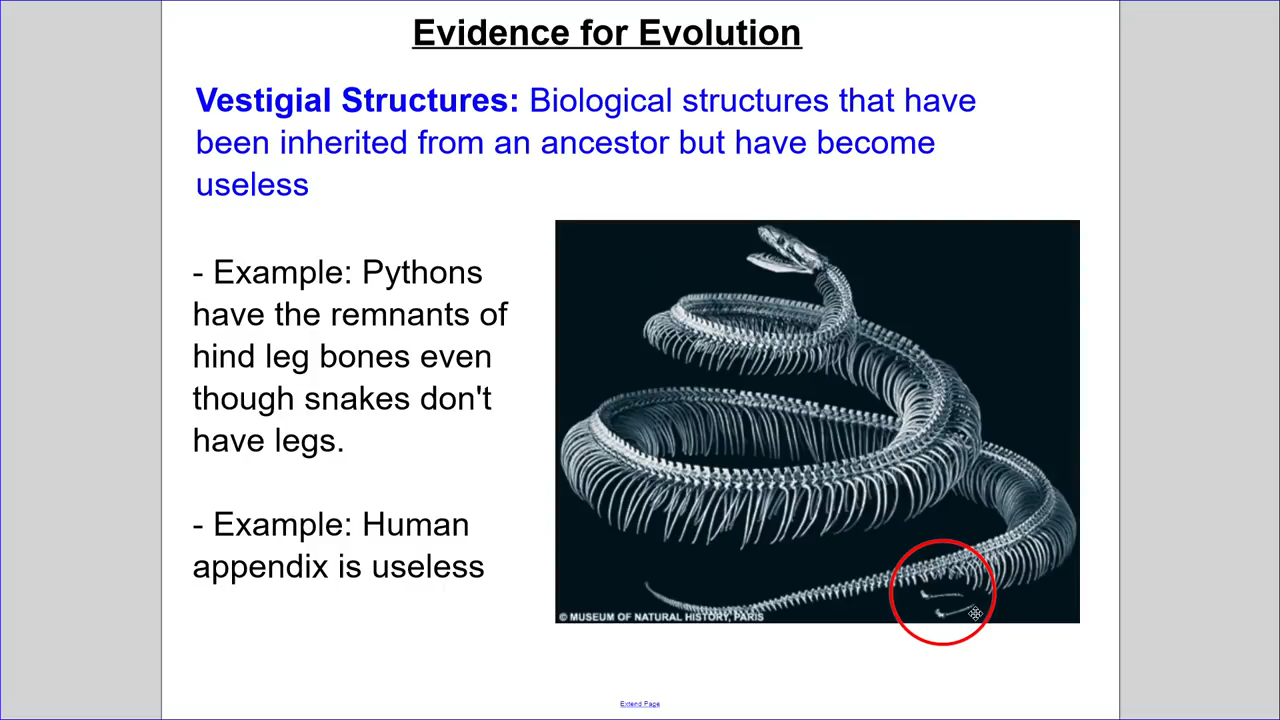 Evidence for Evolution
Vestigial Structures: Biological structures that have
been inherited from an ancestor but have become
useless
- Example: Pythons
have the remnants of
hind leg bones even
though snakes don't
have legs.
- Example: Human
appendix is useless
© MUSEUM OF NATURAL HISTORY, PARIS
Extend Page